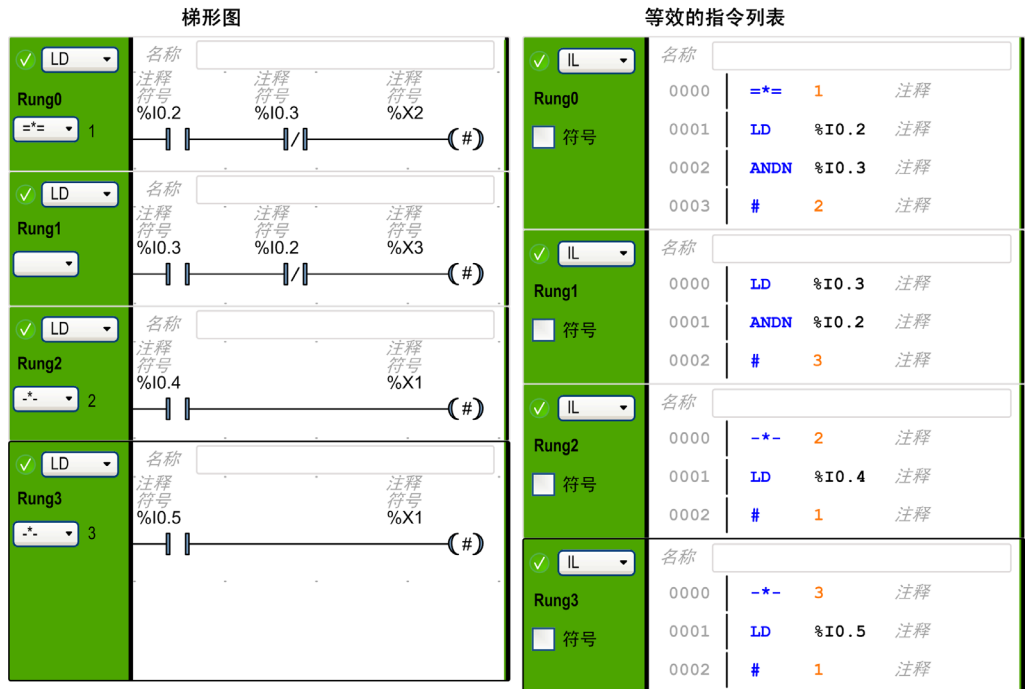 梯形图
LD
名称
Rung0
注释 注释 注释
符号 符号 符号
%I0.2 %I0.3 %X2
=*= 1
(#)
LD
名称
Rung1
注释 注释 注释
符号 符号 符号
%I0.3 %I0.2 %X3
(#)
LD
名称
Rung2
注释 注释
符号 符号
%I0.4 %X1
-*- 2
(#)
LD
名称
Rung3
注释 注释
符号 符号
%I0.5 %X1
-*- 3
(#)
等效的指令列表
IL
名称
Rung0
符号
0000 =*= 1 注释
0001 LD %I0.2 注释
0002 ANDN %I0.3 注释
0003 # 2 注释
IL
名称
Rung1
符号
0000 LD %I0.3 注释
0001 ANDN %I0.2 注释
0002 # 3 注释
IL
名称
Rung2
符号
0000 -*- 2 注释
0001 LD %I0.4 注释
0002 # 1 注释
IL
名称
Rung3
符号
0000 -*- 3 注释
0001 LD %I0.5 注释
0002 # 1 注释